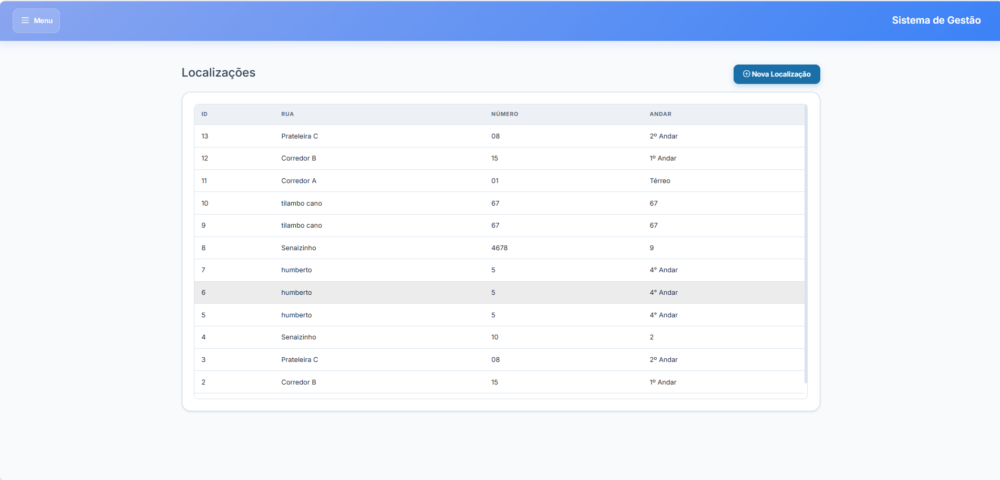 Menu
Sistema de Gestão
Localizações
Nova Localização
ID RUA NÚMERO ANDAR
13 Prateleira C 08 2º Andar
12 Corredor B 15 1º Andar
11 Corredor A 01 Térreo
10 tilambo cano 67 67
9 tilambo cano 67 67
8 Senaizinho 4678 9
7 humberto 5 4° Andar
6 humberto 5 4° Andar
5 humberto 5 4° Andar
4 Senaizinho 10 2
3 Prateleira C 08 2º Andar
2 Corredor B 15 1º Andar